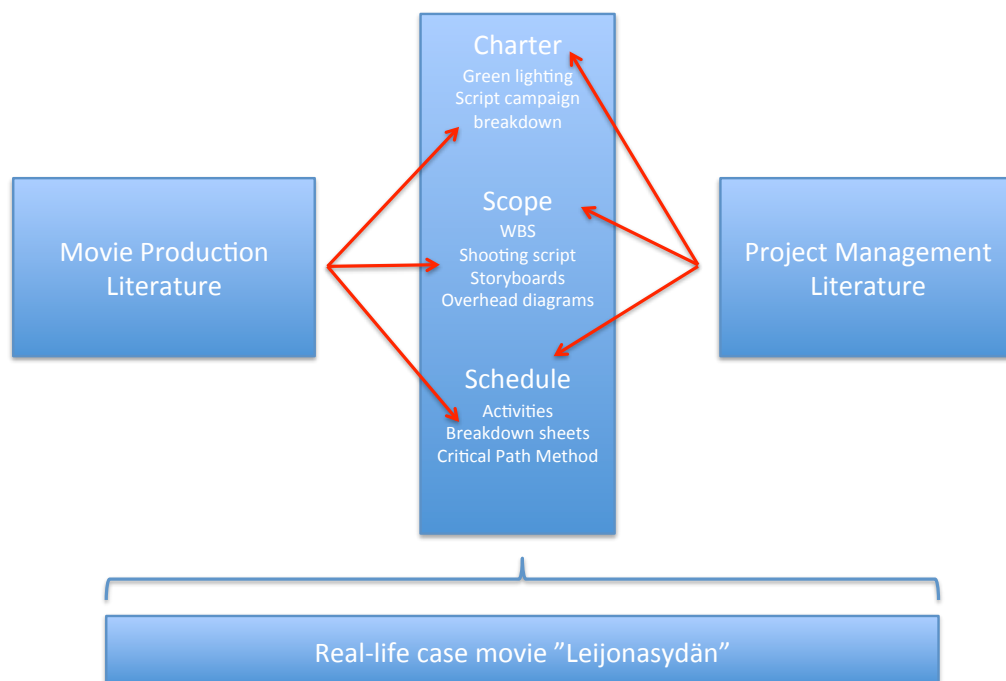 Charter
Green lighting
Script campaign
breakdown
Movie Production
Literature
Scope
WBS
Shooting script
Storyboards
Overhead diagrams
Project Management
Literature
Schedule
Activities
Breakdown sheets
Critical Path Method
Real-life case movie ”Leijonasydän”